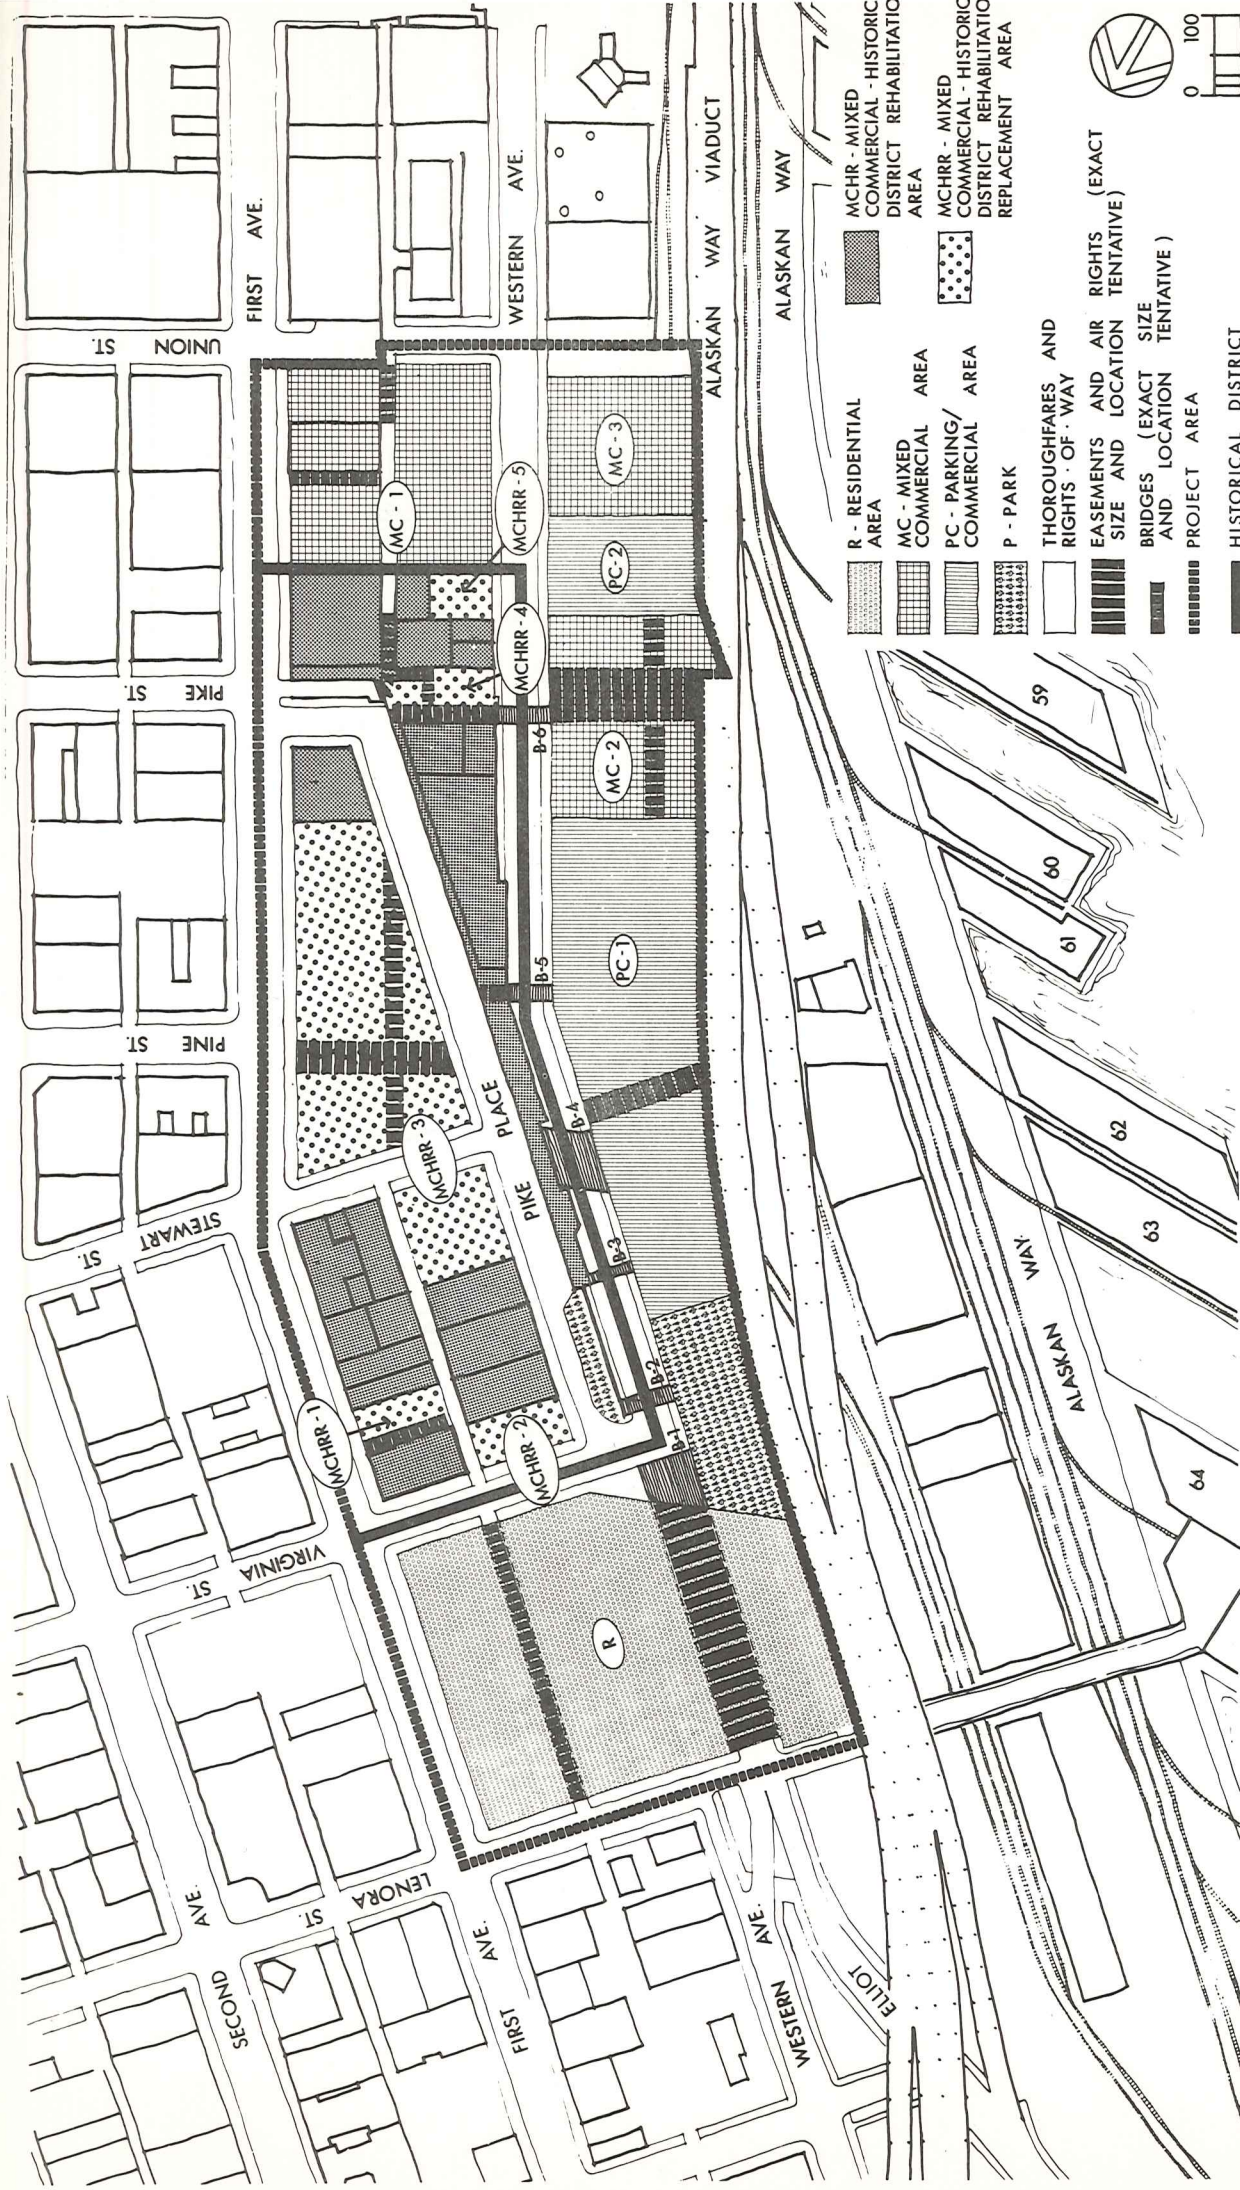 UNION ST.
PIKE ST.
PINE ST.
STEWART ST.
VIRGINIA ST.
LENORA ST.
FIRST AVE.
WESTERN AVE.
ALASKAN WAY VIADUCT
ALASKAN WAY
SECOND AVE.
FIRST AVE.
WESTERN AVE.
ELLIOT
ALASKAN WAY
PIKE PLACE
MC-1
MC-2
MC-3
PC-1
PC-2
MCHRR-1
MCHRR-2
MCHRR-3
MCHRR-4
MCHRR-5
R
B-1
B-2
B-3
B-4
B-5
B-6
59
60
61
62
63
64
R - RESIDENTIAL
AREA
MC - MIXED
COMMERCIAL AREA
PC - PARKING/
COMMERCIAL AREA
P - PARK
THOROUGHFARES AND
RIGHTS · OF · WAY
EASEMENTS AND AIR RIGHTS (EXACT
SIZE AND LOCATION TENTATIVE)
BRIDGES (EXACT SIZE
AND LOCATION TENTATIVE)
PROJECT AREA
HISTORICAL DISTRICT
MCHR - MIXED
COMMERCIAL - HISTORIC
DISTRICT REHABILITATIO
AREA
MCHRR - MIXED
COMMERCIAL - HISTORIC
DISTRICT REHABILITATIO
REPLACEMENT AREA
0 100